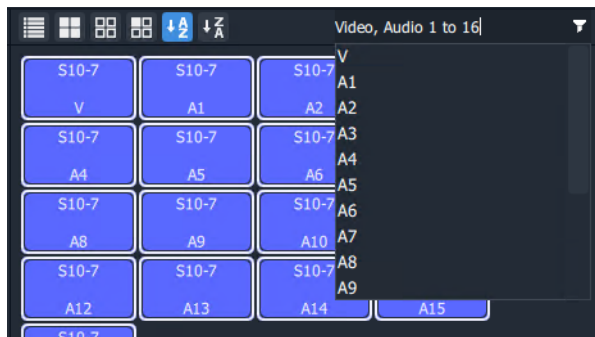 A Z Z A Video, Audio 1 to 16
S10-7 S10-7 S10-7
V A1 A2
S10-7 S10-7 S10-7
A4 A5 A6
S10-7 S10-7 S10-7
A8 A9 A10
S10-7 S10-7 S10-7
A12 A13 A14 A15
S10-7
V
A1
A2
A3
A4
A5
A6
A7
A8
A9